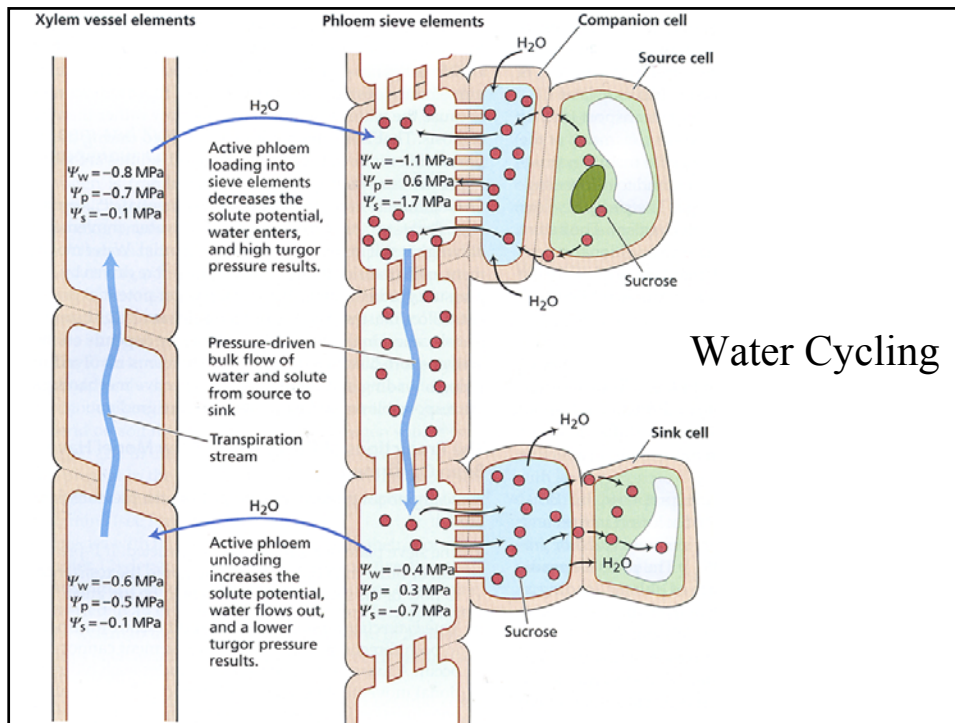 Xylem vessel elements
Phloem sieve elements
Companion cell
H₂O
Source cell
H₂O
Active phloem
loading into
sieve elements
decreases the
solute potential,
water enters,
and high turgor
pressure results.
Ψw = −0.8 MPa
Ψp = −0.7 MPa
Ψs = −0.1 MPa
Ψw = −1.1 MPa
Ψp = 0.6 MPa
Ψs = −1.7 MPa
Sucrose
H₂O
Pressure-driven
bulk flow of
water and solute
from source to
sink
Water Cycling
Transpiration
stream
H₂O
Sink cell
H₂O
Active phloem
unloading
increases the
solute potential,
water flows out,
and a lower
turgor pressure
results.
Ψw = −0.6 MPa
Ψp = −0.5 MPa
Ψs = −0.1 MPa
Ψw = −0.4 MPa
Ψp = 0.3 MPa
Ψs = −0.7 MPa
H₂O
Sucrose